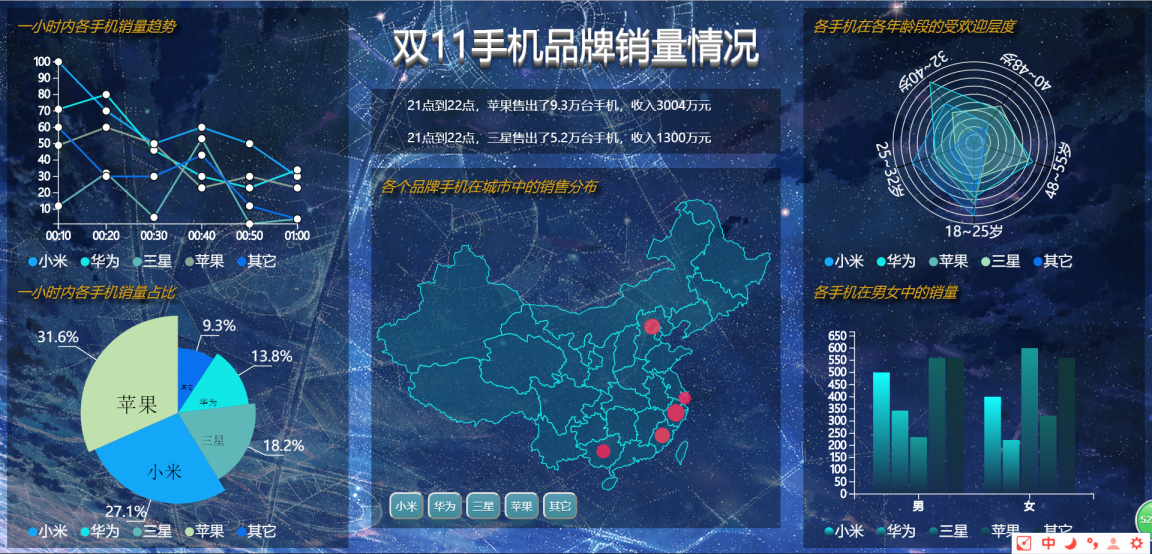 一小时内各手机销量趋势
100
90
80
70
60
50
40
30
20
10
00:10 00:20 00:30 00:40 00:50 01:00
小米 华为 三星 苹果 其它
一小时内各手机销量占比
31.6%
9.3%
13.8%
18.2%
27.1%
其它
华为
三星
苹果
小米
小米 华为 三星 苹果 其它
双11手机品牌销量情况
21点到22点，苹果售出了9.3万台手机，收入3004万元
21点到22点，三星售出了5.2万台手机，收入1300万元
各个品牌手机在城市中的销售分布
小米 华为 三星 苹果 其它
各手机在各年龄段的受欢迎层度
32~40岁
40~48岁
25~32岁
48~55岁
18~25岁
小米 华为 苹果 三星 其它
各手机在男女中的销量
650
600
550
500
450
400
350
300
250
200
150
100
50
0
男 女
小米 华为 三星 苹果 其它
52
中